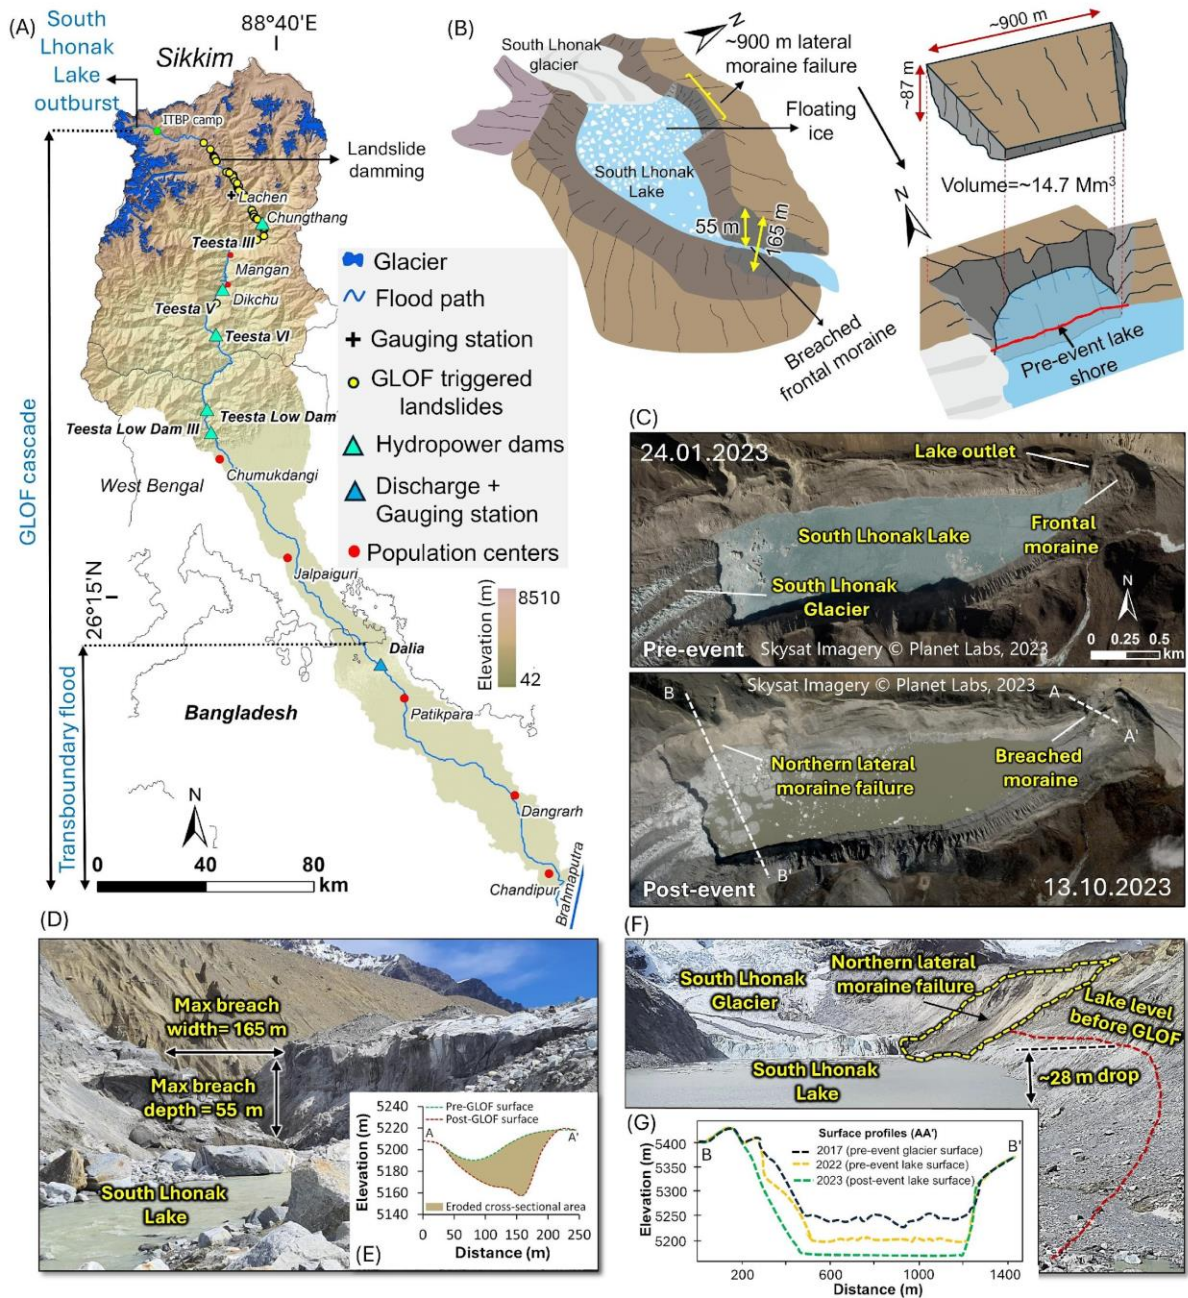 (A)
South
Lhonak
Lake
outburst
88°40'E
Sikkim
ITBP camp
Landslide
damming
Lachen
Chungthang
Teesta III
Mangan
Dikchu
Teesta V
Teesta VI
Teesta Low Dam
Teesta Low Dam III
Chumukdangi
West Bengal
Jalpaiguri
26°15'N
Dalia
Patikpara
Bangladesh
Dangrarh
Chandipur
Brahmaputra
GLOF cascade
Transboundary flood
N
0 40 80
km
Glacier
Flood path
Gauging station
GLOF triggered
landslides
Hydropower dams
Discharge +
Gauging station
Population centers
Elevation (m)
8510
42
(B)
South Lhonak
glacier
N
~900 m lateral
moraine failure
Floating
ice
South Lhonak
Lake
55 m
165 m
Breached
frontal moraine
~900 m
~87 m
Volume=~14.7 Mm³
N
Pre-event lake
shore
(C)
24.01.2023
Lake outlet
South Lhonak Lake
Frontal
moraine
South Lhonak
Glacier
N
0 0.25 0.5
km
Pre-event
Skysat Imagery © Planet Labs, 2023
Skysat Imagery © Planet Labs, 2023
B
A
A'
Northern lateral
moraine failure
Breached
moraine
B'
Post-event
13.10.2023
(D)
Max breach
width= 165 m
Max breach
depth = 55 m
South Lhonak
Lake
Pre-GLOF surface
Post-GLOF surface
A
A'
Elevation (m)
5240
5220
5200
5180
5160
5140
Eroded cross-sectional area
0 50 100 150 200 250
Distance (m)
(E)
(F)
South Lhonak
Glacier
Northern lateral
moraine failure
Lake level
before GLOF
South Lhonak
Lake
~28 m drop
(G)
Surface profiles (AA')
2017 (pre-event glacier surface)
2022 (pre-event lake surface)
2023 (post-event lake surface)
B
B'
Elevation (m)
5400
5350
5300
5250
5200
200 600 1000 1400
Distance (m)